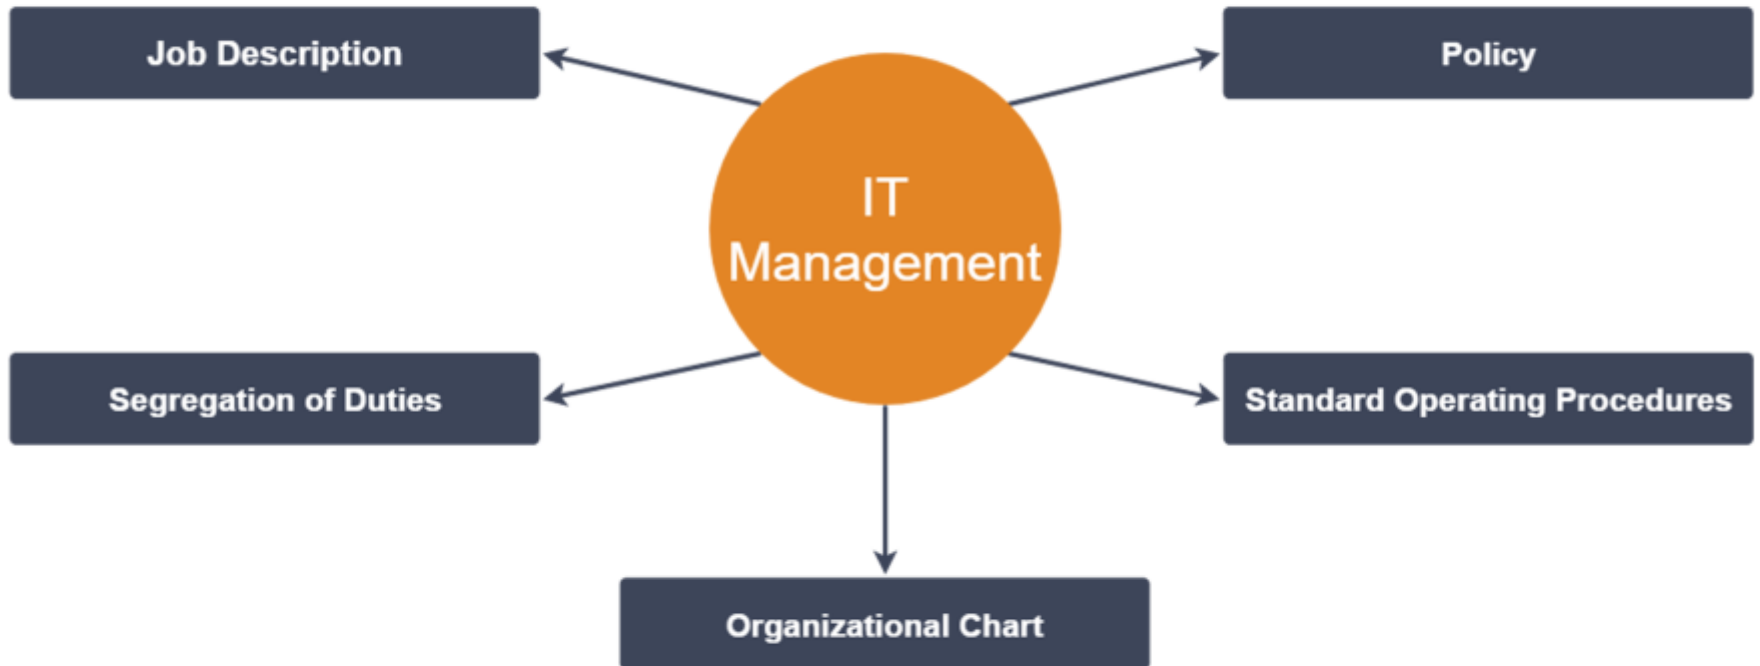 Job Description
Policy
IT
Management
Segregation of Duties
Standard Operating Procedures
Organizational Chart